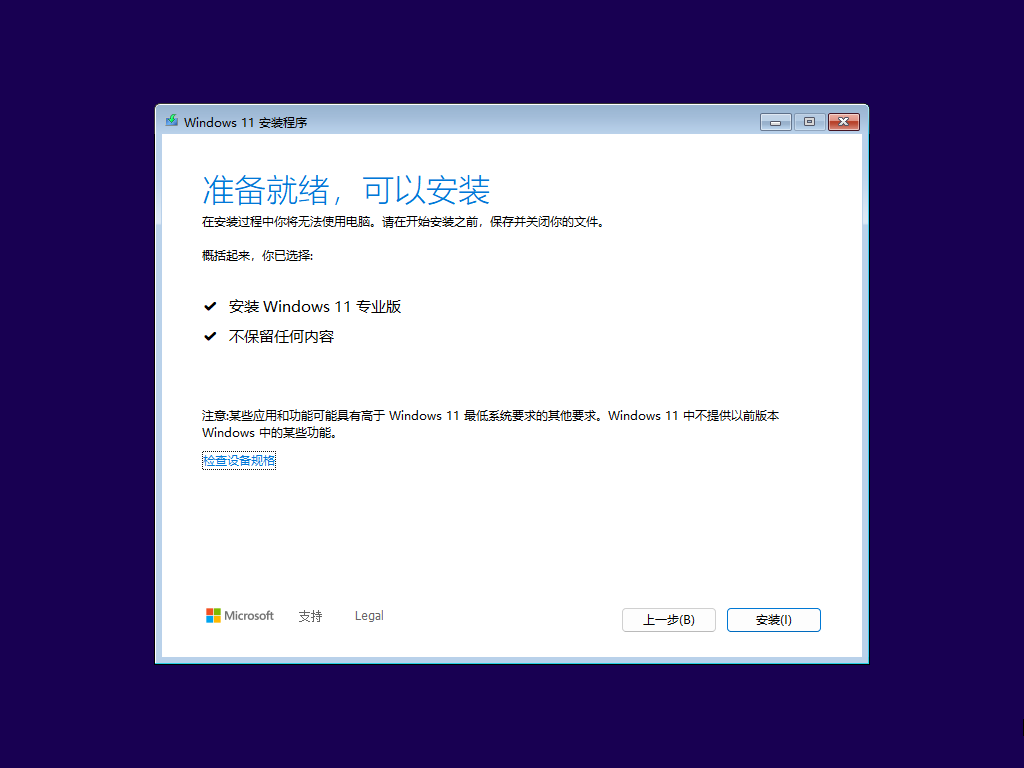 Windows 11 安装程序
准备就绪，可以安装
在安装过程中你将无法使用电脑。请在开始安装之前，保存并关闭你的文件。
概括起来，你已选择:
安装 Windows 11 专业版
不保留任何内容
注意:某些应用和功能可能具有高于 Windows 11 最低系统要求的其他要求。Windows 11 中不提供以前版本
Windows 中的某些功能。
检查设备规格
Microsoft 支持 Legal 上一步(B) 安装(I)